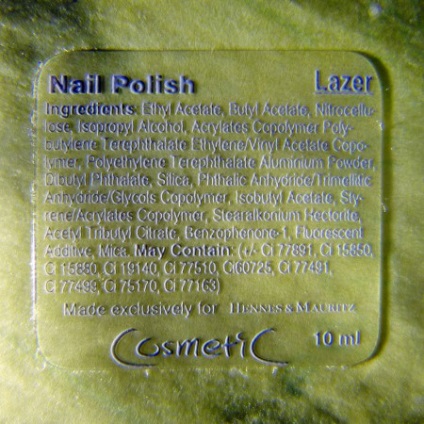 Nail Polish Lazer
Ingredients: Ethyl Acetate, Butyl Acetate, Nitrocellu-
lose, Isopropyl Alcohol, Acrylates Copolymer Poly-
butylene Terephthalate Ethylene/Vinyl Acetate Copo-
lymer, Polyethylene Terephthalate Aluminium Powder,
Dibutyl Phthalate, Silica, Phthalic Anhydride/Trimellitic
Anhydride/Glycols Copolymer, Isobutyl Acetate, Sty-
rene/Acrylates Copolymer, Stearalkonium Hectorite,
Acetyl Tributyl Citrate, Benzophenone-1, Fluorescent
Additive, Mica. May Contain: (+/- Ci 77891, Ci 15850,
Ci 15880, Ci 19140, Ci 77510, Ci60725, Ci 77491,
Ci 77499, Ci 75170, Ci 77163)
Made exclusively for HENNES & MAURITZ
Cosmetic 10 ml